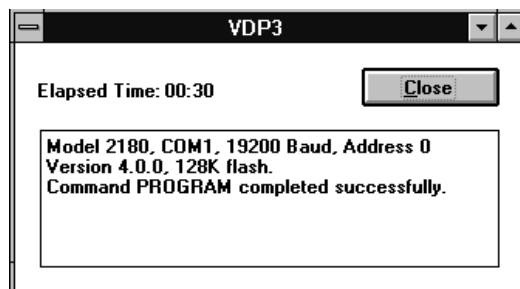 VDP3
Elapsed Time: 00:30
Close
Model 2180, COM1, 19200 Baud, Address 0
Version 4.0.0, 128K flash.
Command PROGRAM completed successfully.